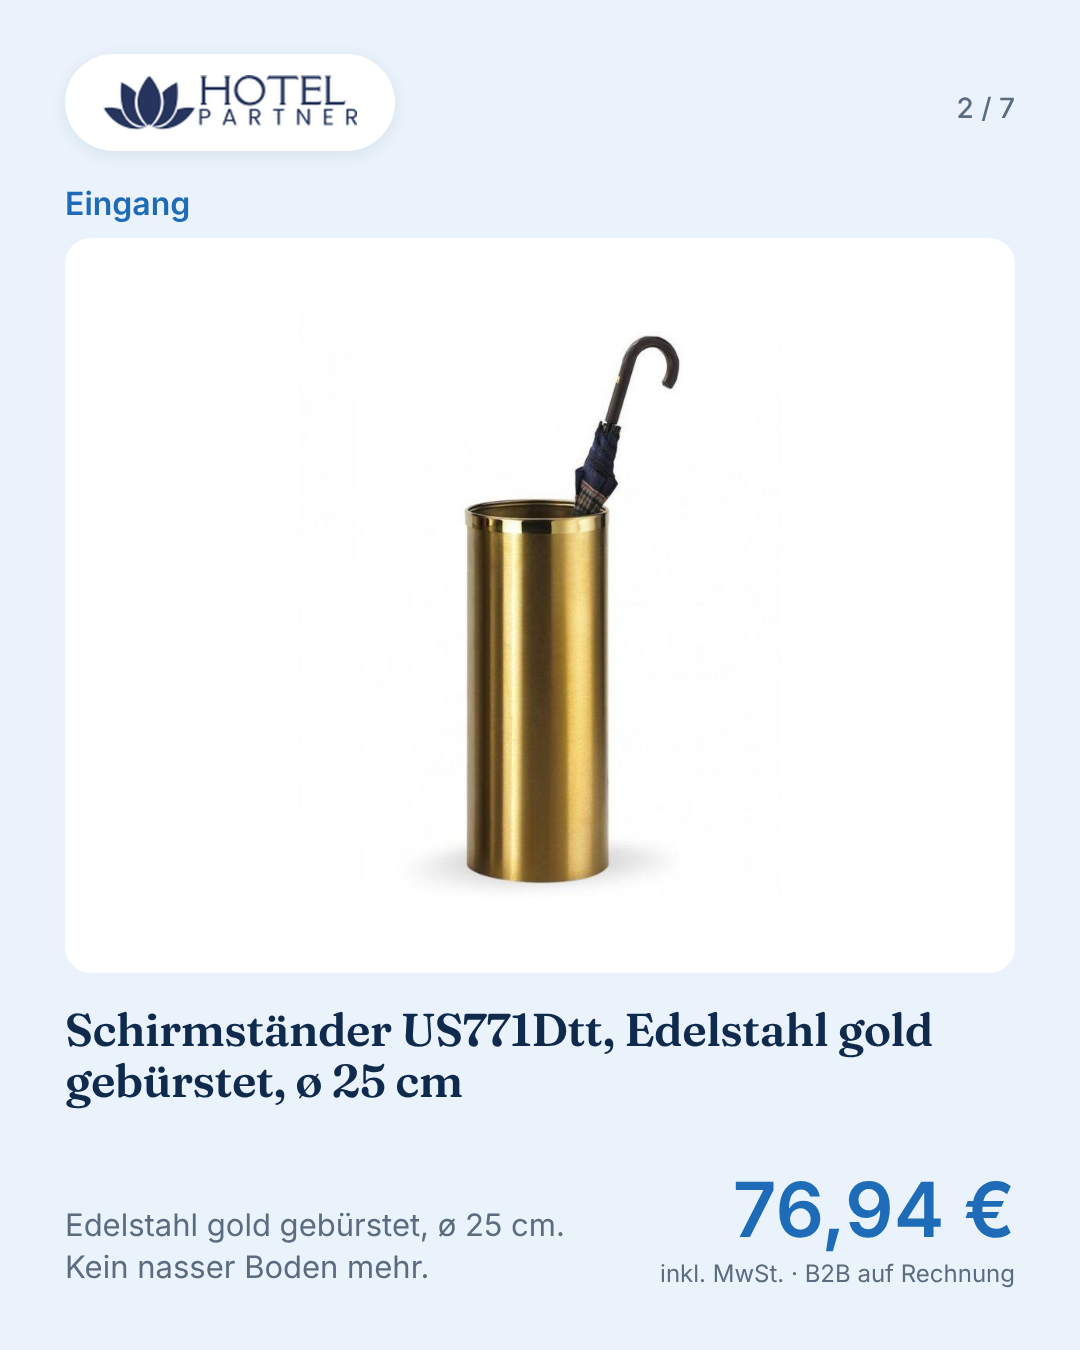 HOTEL
PARTNER
2 / 7
Eingang
Schirmständer US771Dtt, Edelstahl gold
gebürstet, ø 25 cm
Edelstahl gold gebürstet, ø 25 cm.
Kein nasser Boden mehr.
76,94 €
inkl. MwSt. · B2B auf Rechnung